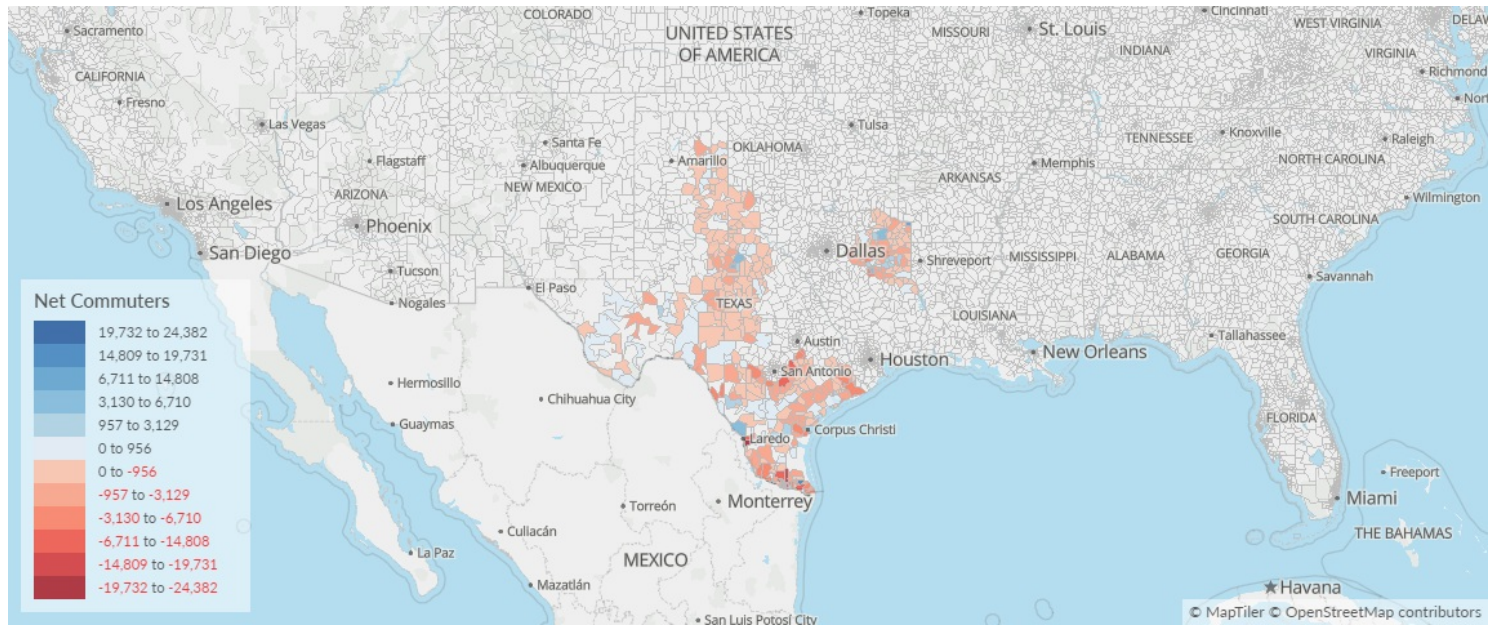 COLORADO
Topeka
Cincinnati
WEST VIRGINIA
Sacramento
UNITED STATES
OF AMERICA
MISSOURI
St. Louis
INDIANA
VIRGINIA
CALIFORNIA
Richmond
Fresno
Las Vegas
Tulsa
TENNESSEE
Knoxville
Raleigh
Santa Fe
Flagstaff
Albuquerque
Amarillo
OKLAHOMA
Memphis
NORTH CAROLINA
ARIZONA
NEW MEXICO
ARKANSAS
Los Angeles
Wilmington
Phoenix
SOUTH CAROLINA
San Diego
Dallas
Shreveport
MISSISSIPPI
ALABAMA
GEORGIA
Tucson
Savannah
El Paso
Nogales
TEXAS
LOUISIANA
Tallahassee
Austin
New Orleans
Houston
San Antonio
Hermosillo
Chihuahua City
FLORIDA
Guaymas
Corpus Christi
Laredo
Freeport
Miami
Monterrey
Torreón
THE BAHAMAS
Culiacán
La Paz
MEXICO
Mazatlán
Havana
San Luis Potosí City
Net Commuters
19,732 to 24,382
14,809 to 19,731
6,711 to 14,808
3,130 to 6,710
957 to 3,129
0 to 956
0 to -956
-957 to -3,129
-3,130 to -6,710
-6,711 to -14,808
-14,809 to -19,731
-19,732 to -24,382
© MapTiler © OpenStreetMap contributors